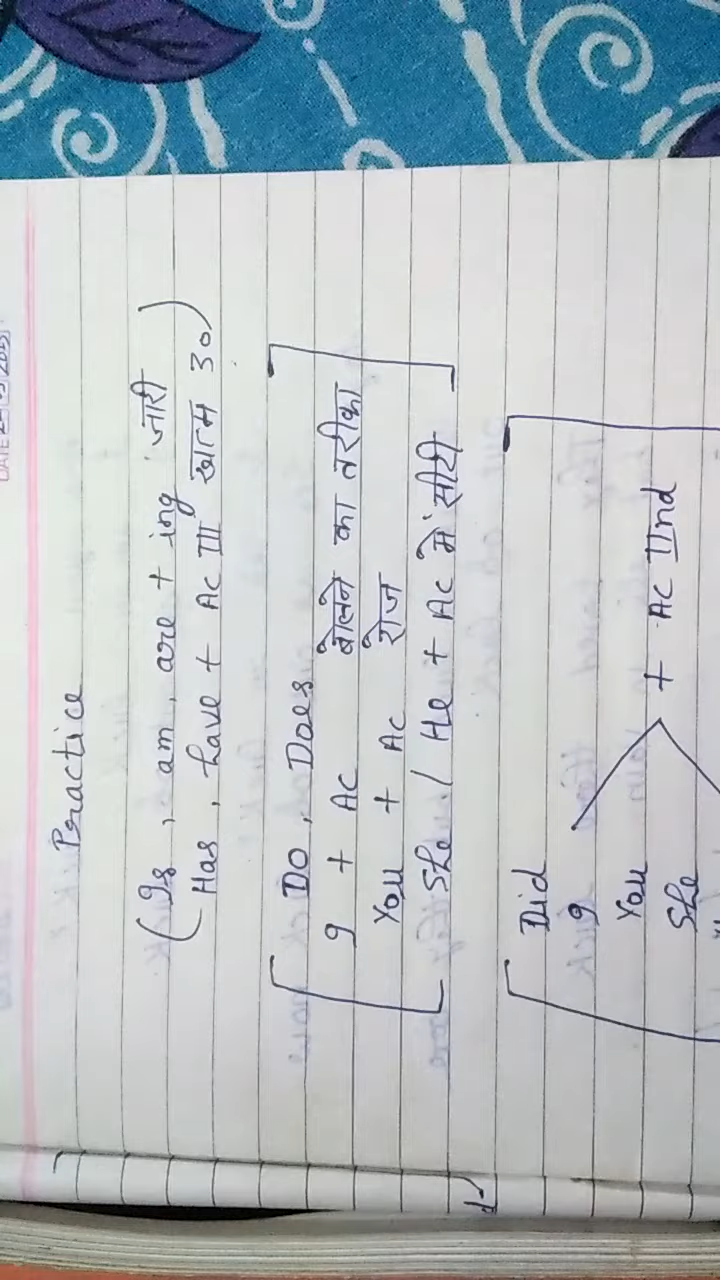 Practice
(Is, am, are + ing जारी)
Has, have + Ac III खत्म 30)
Do, Does
I + Ac बोलने का तरीका
You + Ac रोज
She / He + Ac में सीटी
Did
I
You + Ac IInd
She